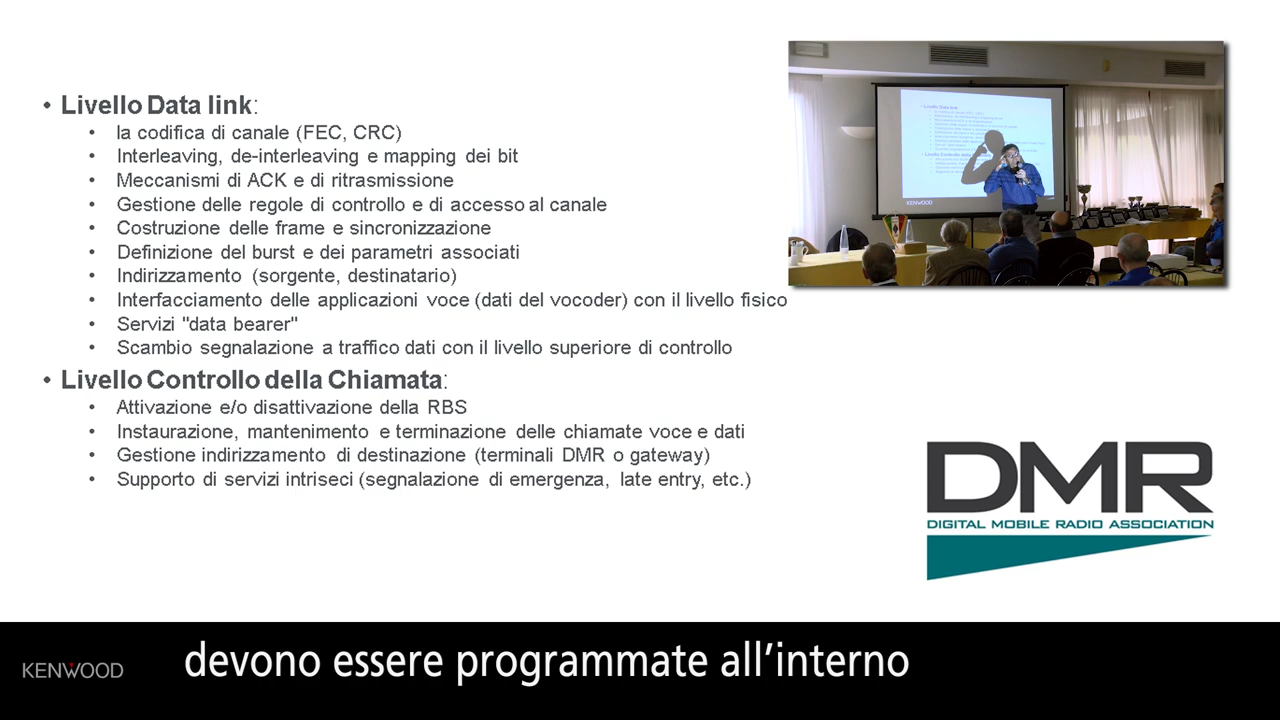 • Livello Data link:
• la codifica di canale (FEC, CRC)
• Interleaving, de-interleaving e mapping dei bit
• Meccanismi di ACK e di ritrasmissione
• Gestione delle regole di controllo e di accesso al canale
• Costruzione delle frame e sincronizzazione
• Definizione del burst e dei parametri associati
• Indirizzamento (sorgente, destinatario)
• Interfacciamento delle applicazioni voce (dati del vocoder) con il livello fisico
• Servizi "data bearer"
• Scambio segnalazione a traffico dati con il livello superiore di controllo
• Livello Controllo della Chiamata:
• Attivazione e/o disattivazione della RBS
• Instaurazione, mantenimento e terminazione delle chiamate voce e dati
• Gestione indirizzamento di destinazione (terminali DMR o gateway)
• Supporto di servizi intriseci (segnalazione di emergenza, late entry, etc.)
KENWOOD
DMR
DIGITAL MOBILE RADIO ASSOCIATION
KENWOOD
devono essere programmate all’interno